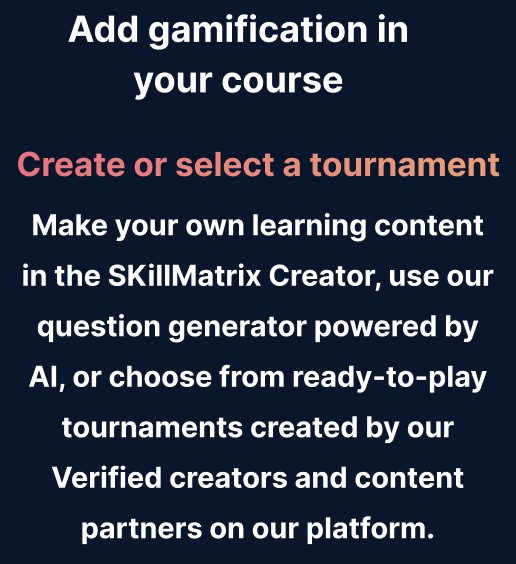 Add gamification in
your course
Create or select a tournament
Make your own learning content
in the SKillMatrix Creator, use our
question generator powered by
AI, or choose from ready-to-play
tournaments created by our
Verified creators and content
partners on our platform.